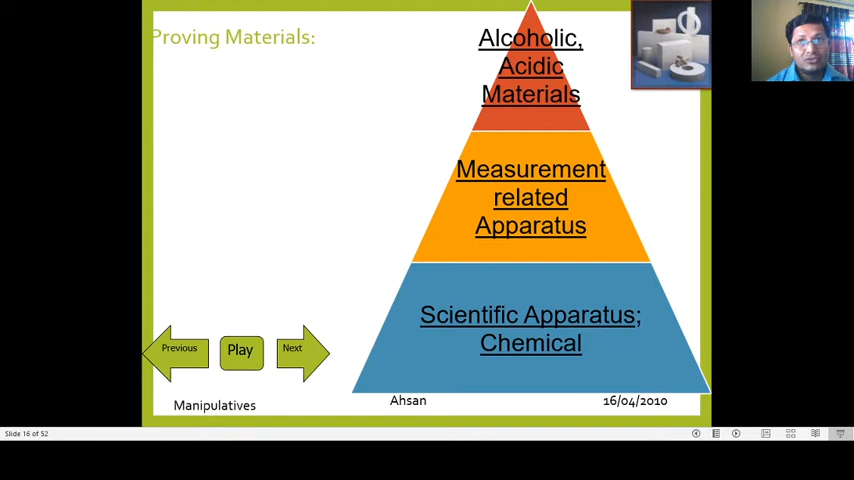 Proving Materials:
Alcoholic,
Acidic
Materials
Measurement
related
Apparatus
Scientific Apparatus;
Chemical
Previous
Play
Next
Manipulatives
Ahsan
16/04/2010
Slide 16 of 52